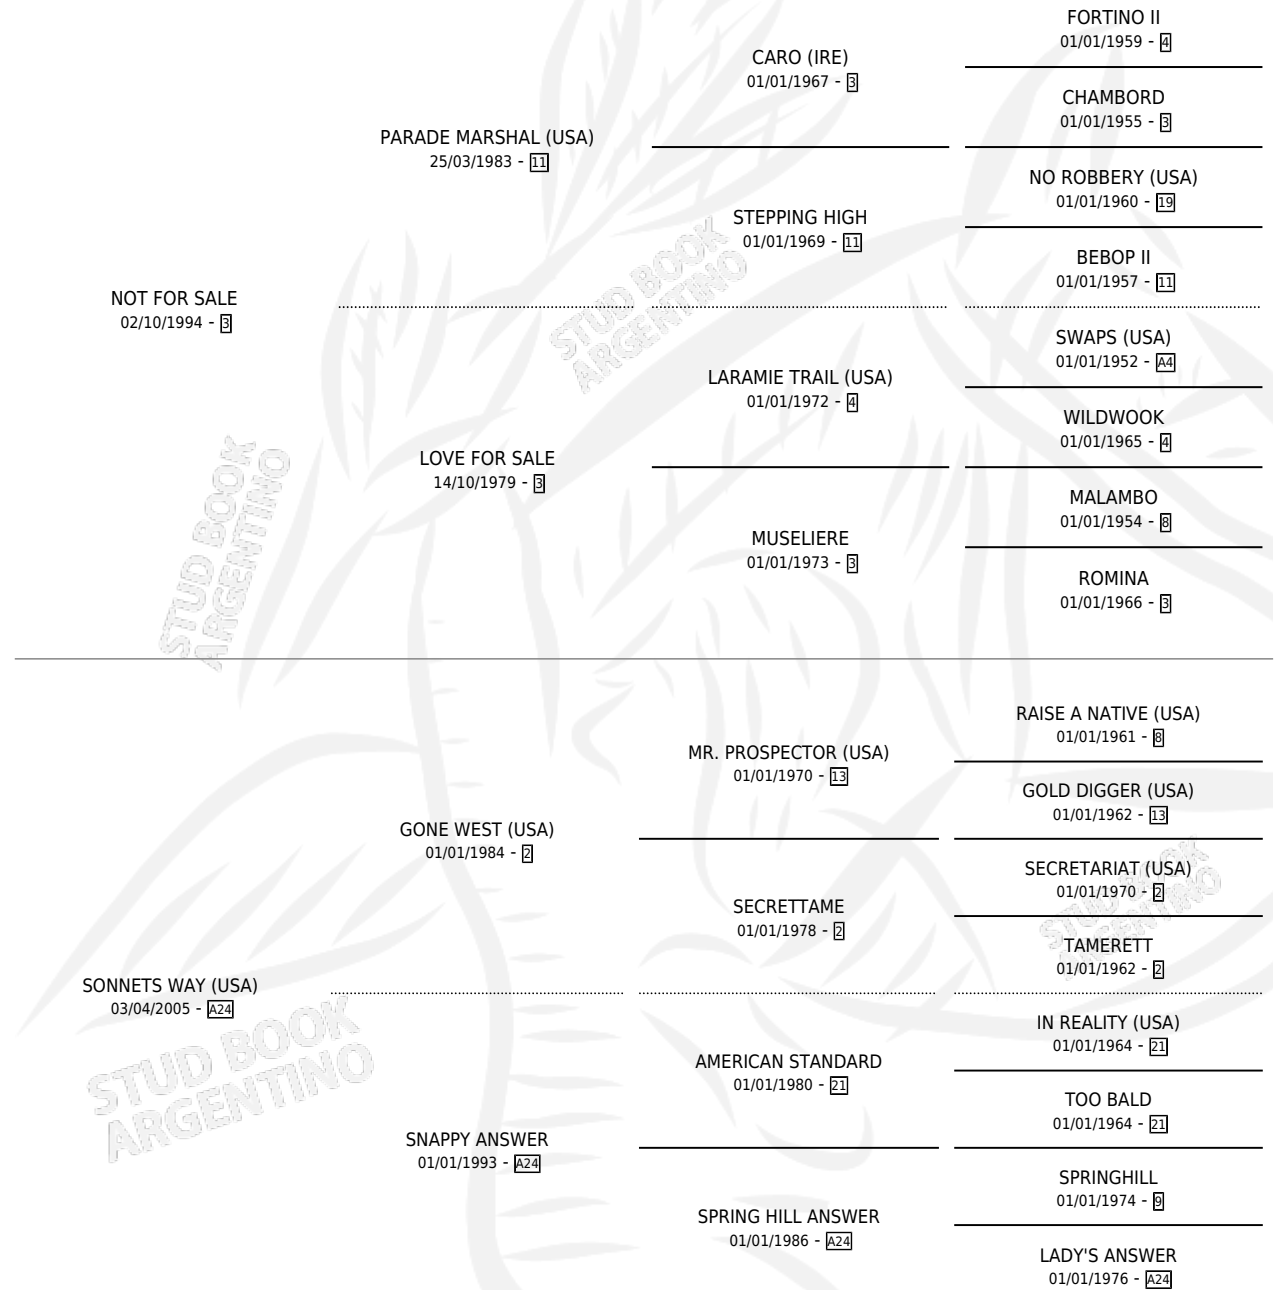 FORTINO II
01/01/1959 - 4
CARO (IRE)
01/01/1967 - 3
CHAMBORD
01/01/1955 - 3
PARADE MARSHAL (USA)
25/03/1983 - 11
NO ROBBERY (USA)
01/01/1960 - 19
STEPPING HIGH
01/01/1969 - 11
BEBOP II
01/01/1957 - 11
NOT FOR SALE
02/10/1994 - 3
STUD BOOK
ARGENTINO
SWAPS (USA)
01/01/1952 - A4
LARAMIE TRAIL (USA)
01/01/1972 - 4
WILDWOOK
01/01/1965 - 4
LOVE FOR SALE
14/10/1979 - 3
MALAMBO
01/01/1954 - 8
MUSELIERE
01/01/1973 - 3
ROMINA
01/01/1966 - 3
STUD BOOK
ARGENTINO
RAISE A NATIVE (USA)
01/01/1961 - 8
MR. PROSPECTOR (USA)
01/01/1970 - 13
GOLD DIGGER (USA)
01/01/1962 - 13
GONE WEST (USA)
01/01/1984 - 2
SECRETARIAT (USA)
01/01/1970 - 2
SECRETTAME
01/01/1978 - 2
STUD BOOK
ARGENTINO
TAMERETT
01/01/1962 - 2
SONNETS WAY (USA)
03/04/2005 - A24
IN REALITY (USA)
01/01/1964 - 21
AMERICAN STANDARD
01/01/1980 - 21
STUD BOOK
ARGENTINO
TOO BALD
01/01/1964 - 21
SNAPPY ANSWER
01/01/1993 - A24
SPRINGHILL
01/01/1974 - 9
SPRING HILL ANSWER
01/01/1986 - A24
LADY'S ANSWER
01/01/1976 - A24